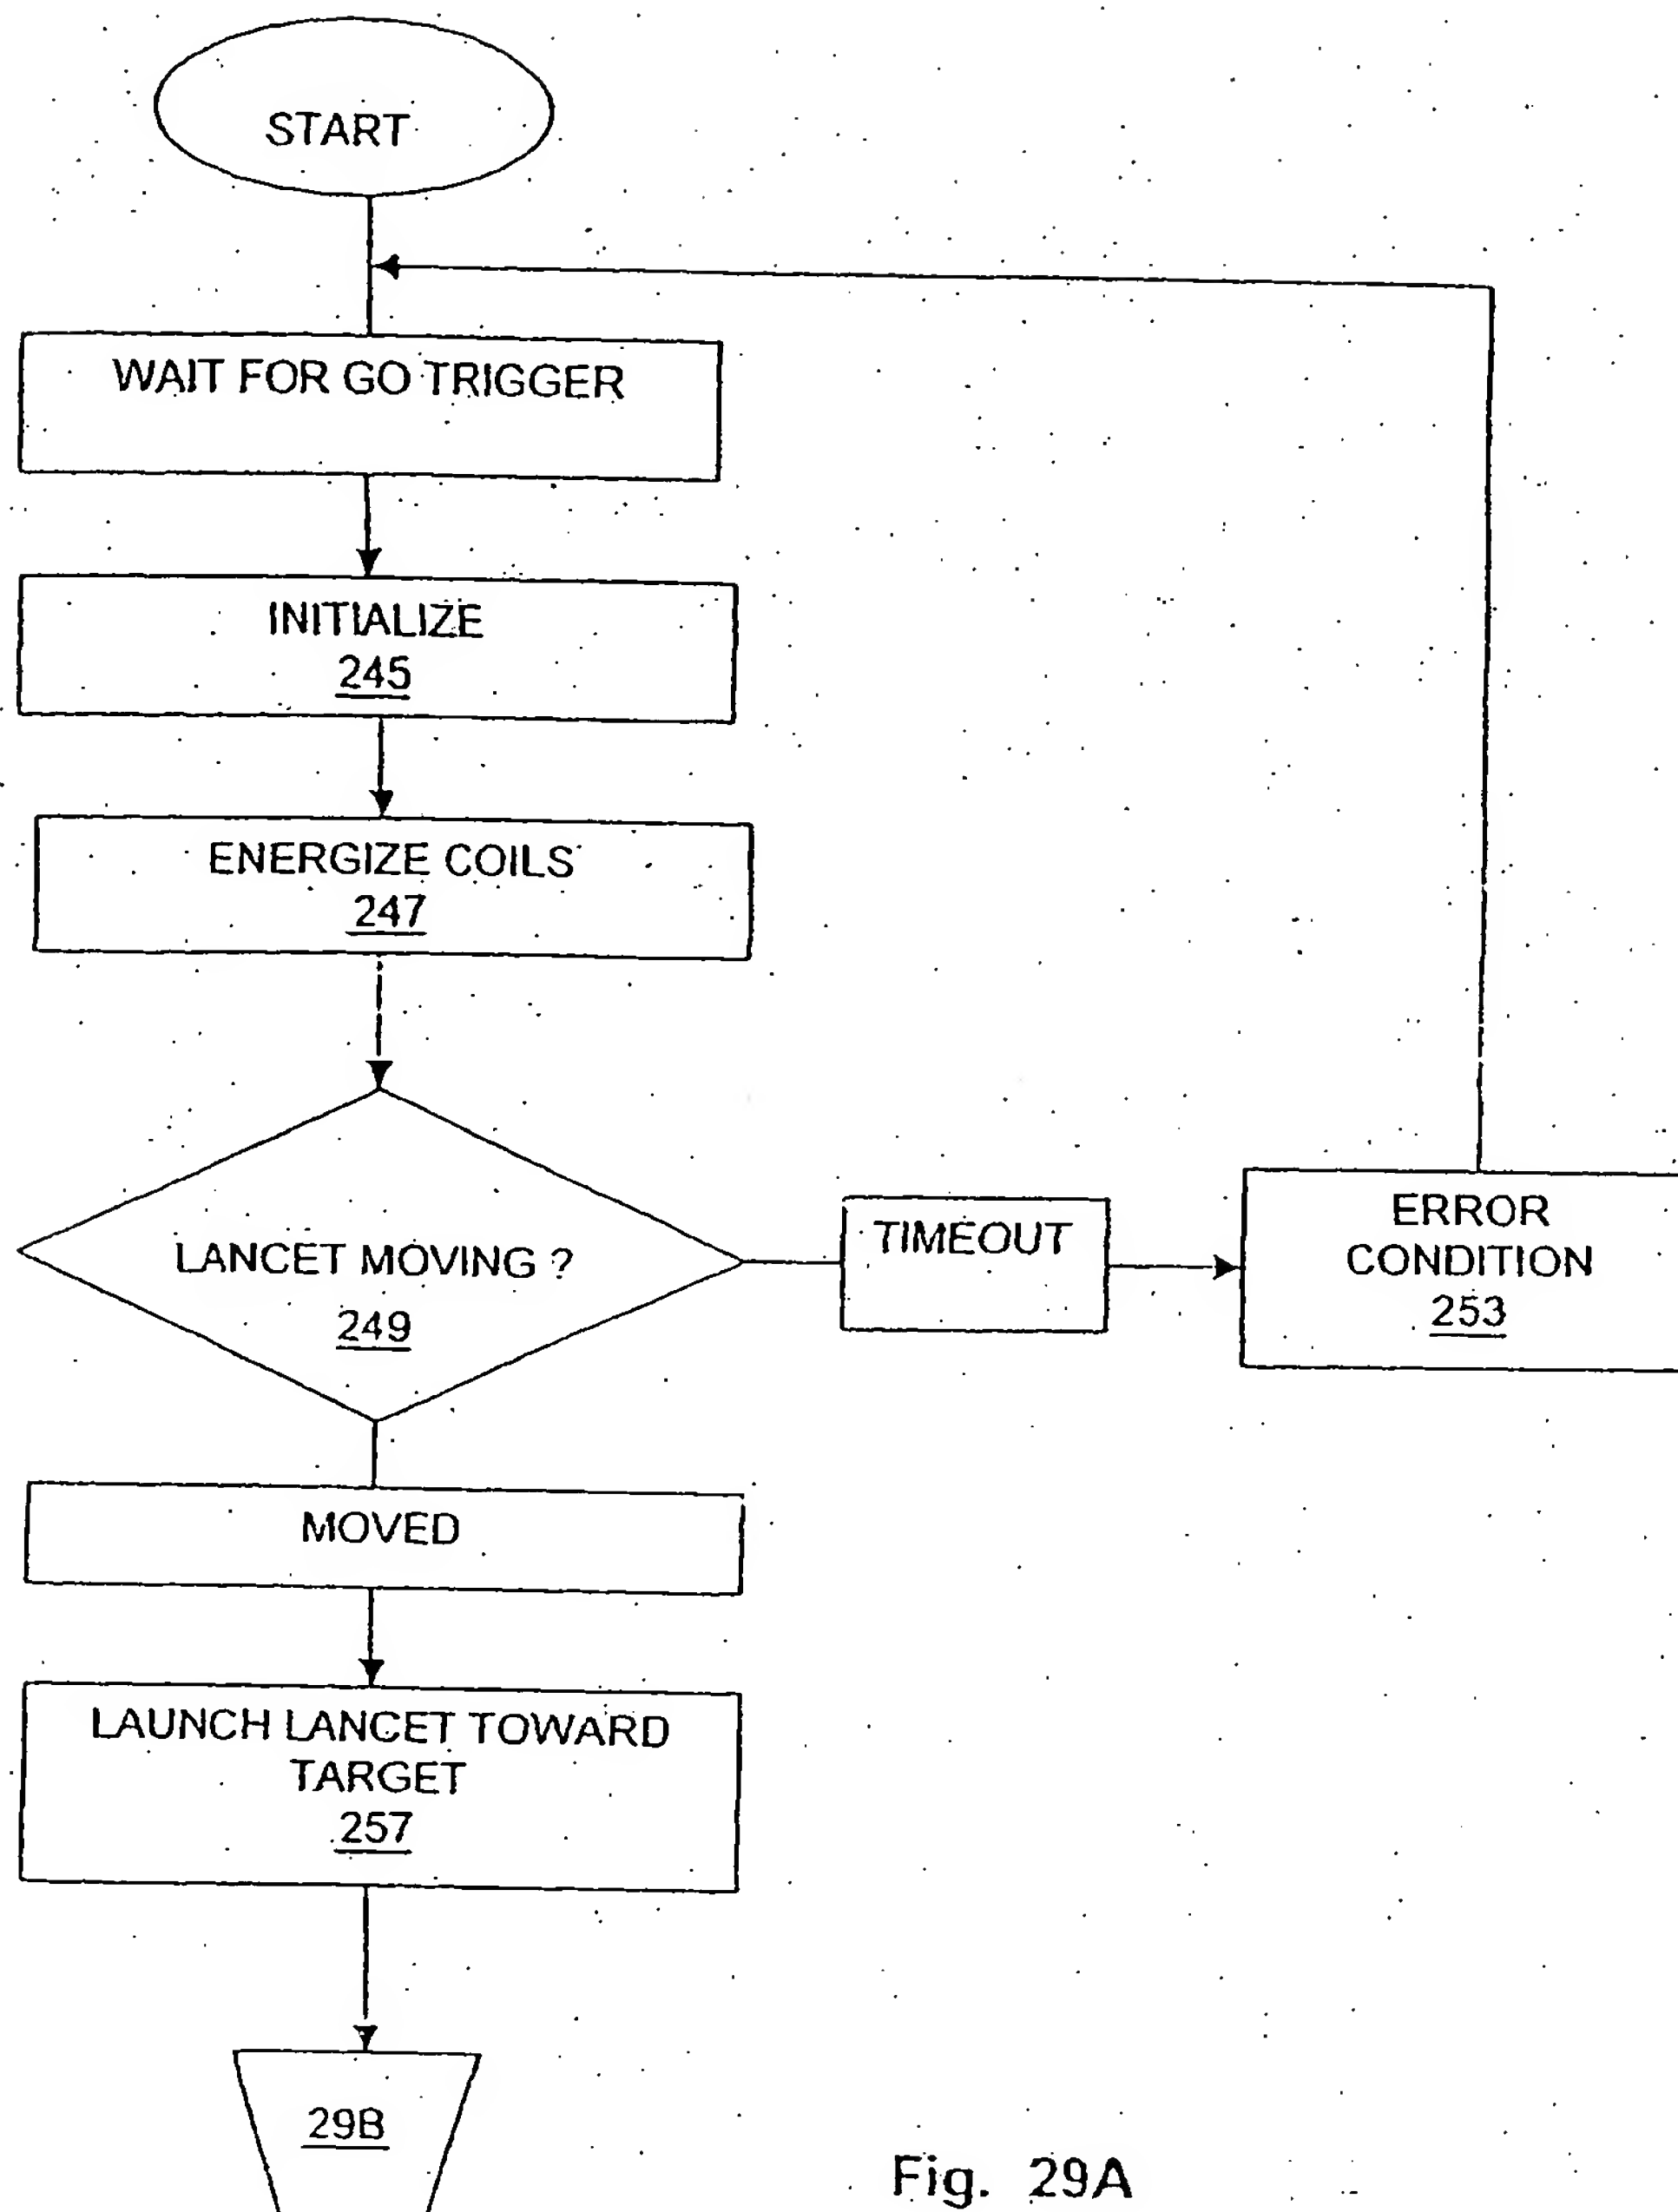 START
WAIT FOR GO TRIGGER
INITIALIZE
245
ENERGIZE COILS
247
LANCET MOVING ?
249
TIMEOUT
ERROR
CONDITION
253
MOVED
LAUNCH LANCET TOWARD
TARGET
257
29B
Fig. 29A